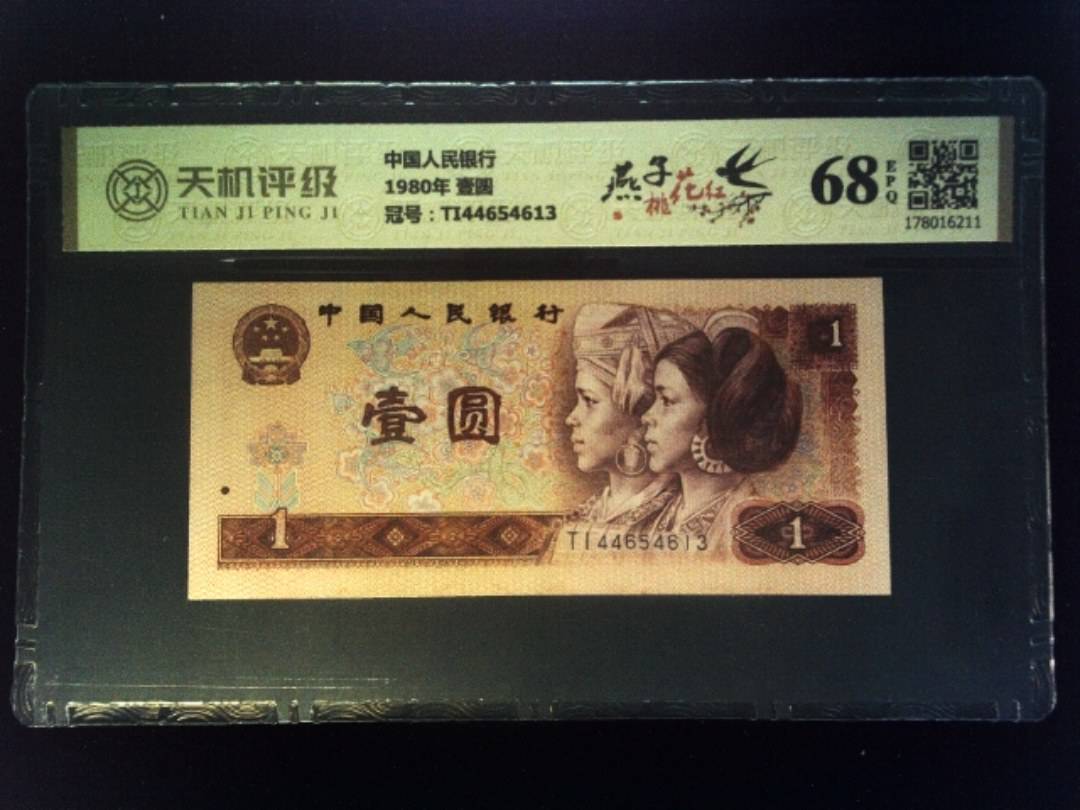 天机评级
TIAN JI PING JI
中国人民银行
1980年 壹圆
冠号：TI44654613
燕子
桃花红
68
EPQ
178016211
中国人民银行
壹圆
1
1
1
TI44654613